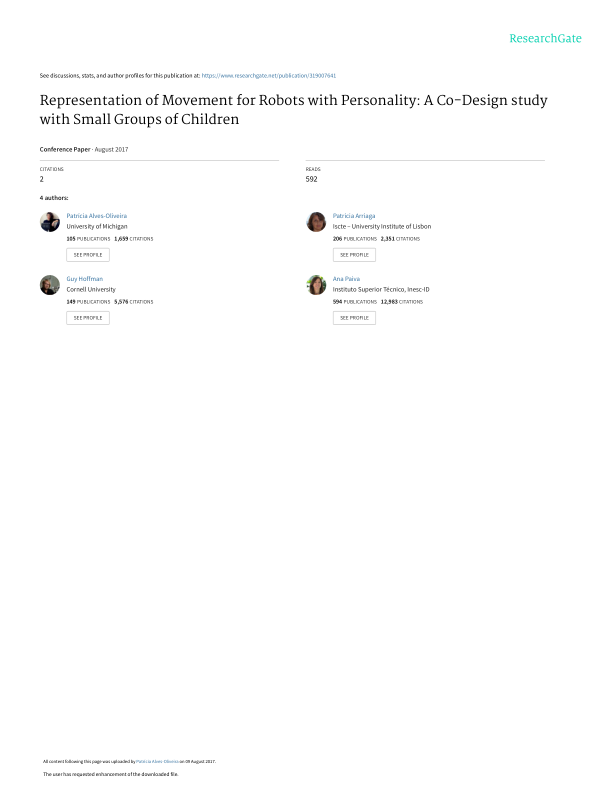 ResearchGate
See discussions, stats, and author profiles for this publication at: https://www.researchgate.net/publication/319007641
Representation of Movement for Robots with Personality: A Co-Design study
with Small Groups of Children
Conference Paper · August 2017
CITATIONS
2
READS
592
4 authors:
Patricia Alves-Oliveira
University of Michigan
105 PUBLICATIONS 1,659 CITATIONS
SEE PROFILE
Patrícia Arriaga
Iscte – University Institute of Lisbon
206 PUBLICATIONS 2,351 CITATIONS
SEE PROFILE
Guy Hoffman
Cornell University
149 PUBLICATIONS 5,576 CITATIONS
SEE PROFILE
Ana Paiva
Instituto Superior Técnico, Inesc-ID
594 PUBLICATIONS 12,983 CITATIONS
SEE PROFILE
All content following this page was uploaded by Patricia Alves-Oliveira on 09 August 2017.
The user has requested enhancement of the downloaded file.